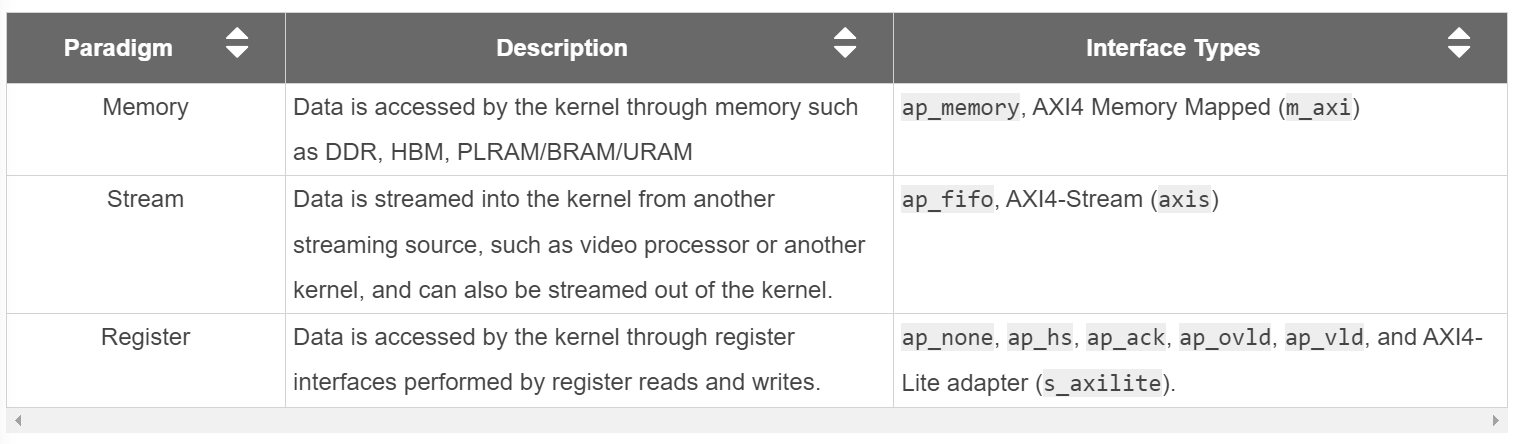 Paradigm Description Interface Types
Memory
Data is accessed by the kernel through memory such
as DDR, HBM, PLRAM/BRAM/URAM
ap_memory, AXI4 Memory Mapped (m_axi)
Stream
Data is streamed into the kernel from another
streaming source, such as video processor or another
kernel, and can also be streamed out of the kernel.
ap_fifo, AXI4-Stream (axis)
Register
Data is accessed by the kernel through register
interfaces performed by register reads and writes.
ap_none, ap_hs, ap_ack, ap_ovld, ap_vld, and AXI4-
Lite adapter (s_axilite).